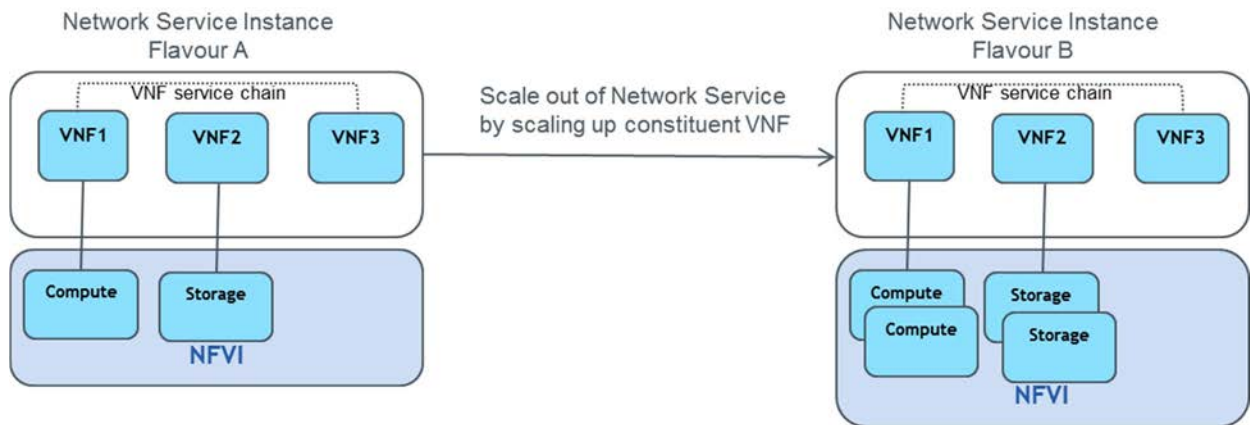 Network Service Instance
Flavour A
VNF service chain
VNF1
VNF2
VNF3
Compute
Storage
NFVI
Scale out of Network Service
by scaling up constituent VNF
Network Service Instance
Flavour B
VNF service chain
VNF1
VNF2
VNF3
Compute
Compute
Storage
Storage
NFVI